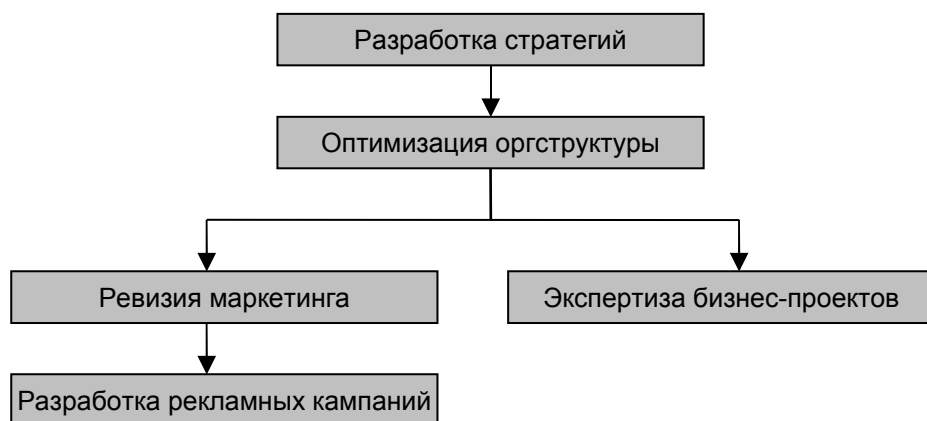 Разработка стратегий
Оптимизация оргструктуры
Ревизия маркетинга
Экспертиза бизнес-проектов
Разработка рекламных кампаний